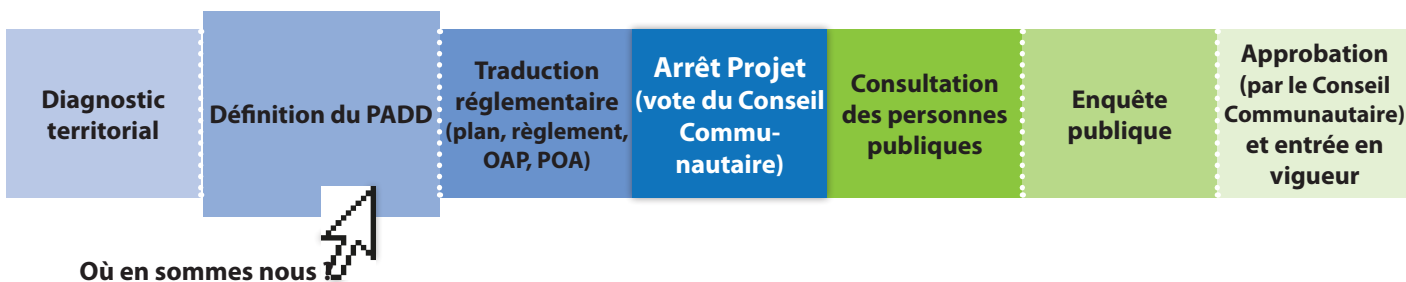 Diagnostic
territorial
Définition du PADD
Traduction
réglementaire
(plan, règlement,
OAP, POA)
Arrêt Projet
(vote du Conseil
Commu-
nautaire)
Consultation
des personnes
publiques
Enquête
publique
Approbation
(par le Conseil
Communautaire)
et entrée en
vigueur
Où en sommes nous ?